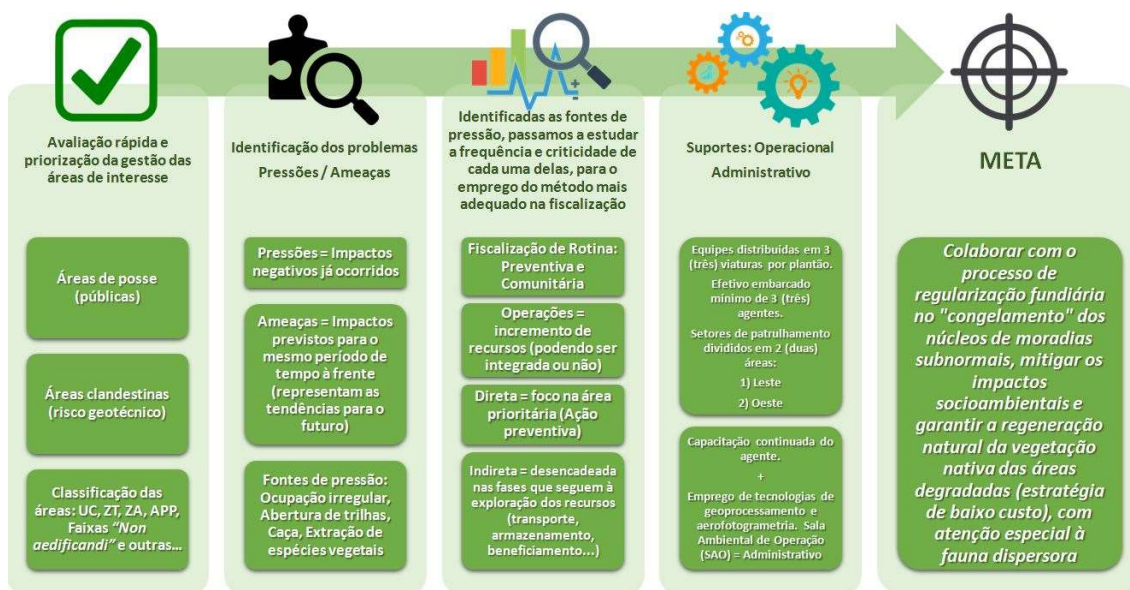 Avaliação rápida e
priorização da gestão das
áreas de interesse
Áreas de posse
(públicas)
Áreas clandestinas
(risco geotécnico)
Classificação das
áreas: UC, ZT, ZA, APP,
Faixas “Non
aedificandi” e outras...
Identificação dos problemas
Pressões / Ameaças
Pressões = Impactos
negativos já ocorridos
Ameaças = Impactos
previstos para o
mesmo período de
tempo à frente
(representam as
tendências para o
futuro)
Fontes de pressão:
Ocupação irregular,
Abertura de trilhas,
Caça, Extração de
espécies vegetais
Identificadas as fontes de
pressão, passamos a estudar
a frequência e criticidade de
cada uma delas, para o
emprego do método mais
adequado na fiscalização
Fiscalização de Rotina:
Preventiva e
Comunitária
Operações =
incremento de
recursos (podendo ser
integrada ou não)
Direta = foco na área
prioritária (Ação
preventiva)
Indireta = desencadeada
nas fases que seguem à
exploração dos recursos
(transporte,
armazenamento,
beneficiamento...)
Suportes: Operacional
Administrativo
Equipes distribuídas em 3
(três) viaturas por plantão.
Efetivo embarcado
mínimo de 3 (três)
agentes.
Setores de patrulhamento
divididos em 2 (duas)
áreas:
1) Leste
2) Oeste
Capacitação continuada do
agente.
+
Emprego de tecnologias de
geoprocessamento e
aerofotogrametria. Sala
Ambiental de Operação
(SAO) = Administrativo
META
Colaborar com o
processo de
regularização fundiária
no "congelamento" dos
núcleos de moradias
subnormais, mitigar os
impactos
socioambientais e
garantir a regeneração
natural da vegetação
nativa das áreas
degradadas (estratégia
de baixo custo), com
atenção especial à
fauna dispersora